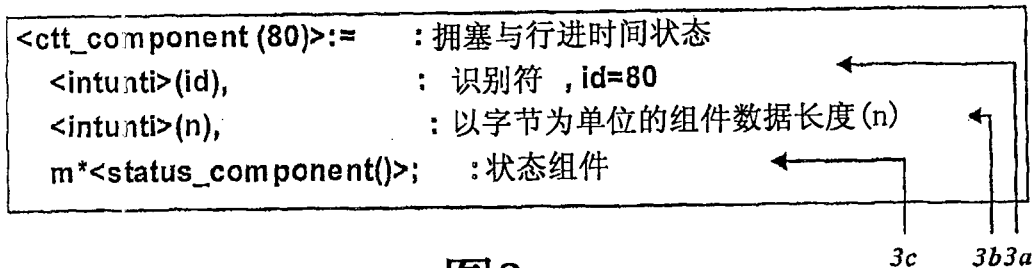 <ctt_component (80)>:= : 拥塞与行进时间状态
<intunti>(id), : 识别符 , id=80
<intunti>(n), : 以字节为单位的组件数据长度(n)
m*<status_component()>; : 状态组件
3c 3b 3a